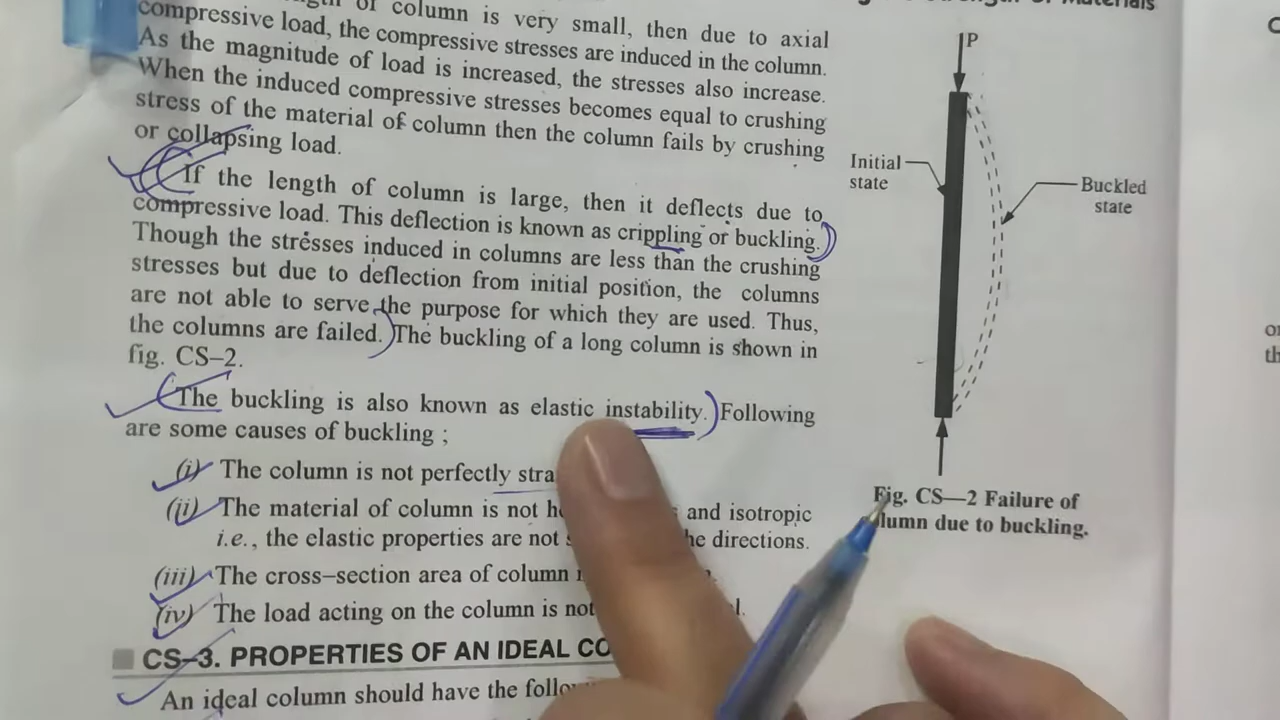 of column is very small, then due to axial
compressive load, the compressive stresses are induced in the column.
As the magnitude of load is increased, the stresses also increase.
When the induced compressive stresses becomes equal to crushing
stress of the material of column then the column fails by crushing
or collapsing load.
If the length of column is large, then it deflects due to
compressive load. This deflection is known as crippling or buckling.
Though the stresses induced in columns are less than the crushing
stresses but due to deflection from initial position, the columns
are not able to serve the purpose for which they are used. Thus,
the columns are failed. The buckling of a long column is shown in
fig. CS–2.
The buckling is also known as elastic instability. Following
are some causes of buckling ;
(i) The column is not perfectly
(ii) The material of column is not and isotropic
i.e., the elastic properties are not directions.
(iii) The cross–section area of column
(iv) The load acting on the column is not
CS–3. PROPERTIES OF AN IDEAL
An ideal column should have the
Materials
P
Initial
state
Buckled
state
Fig. CS—2 Failure of
due to buckling.